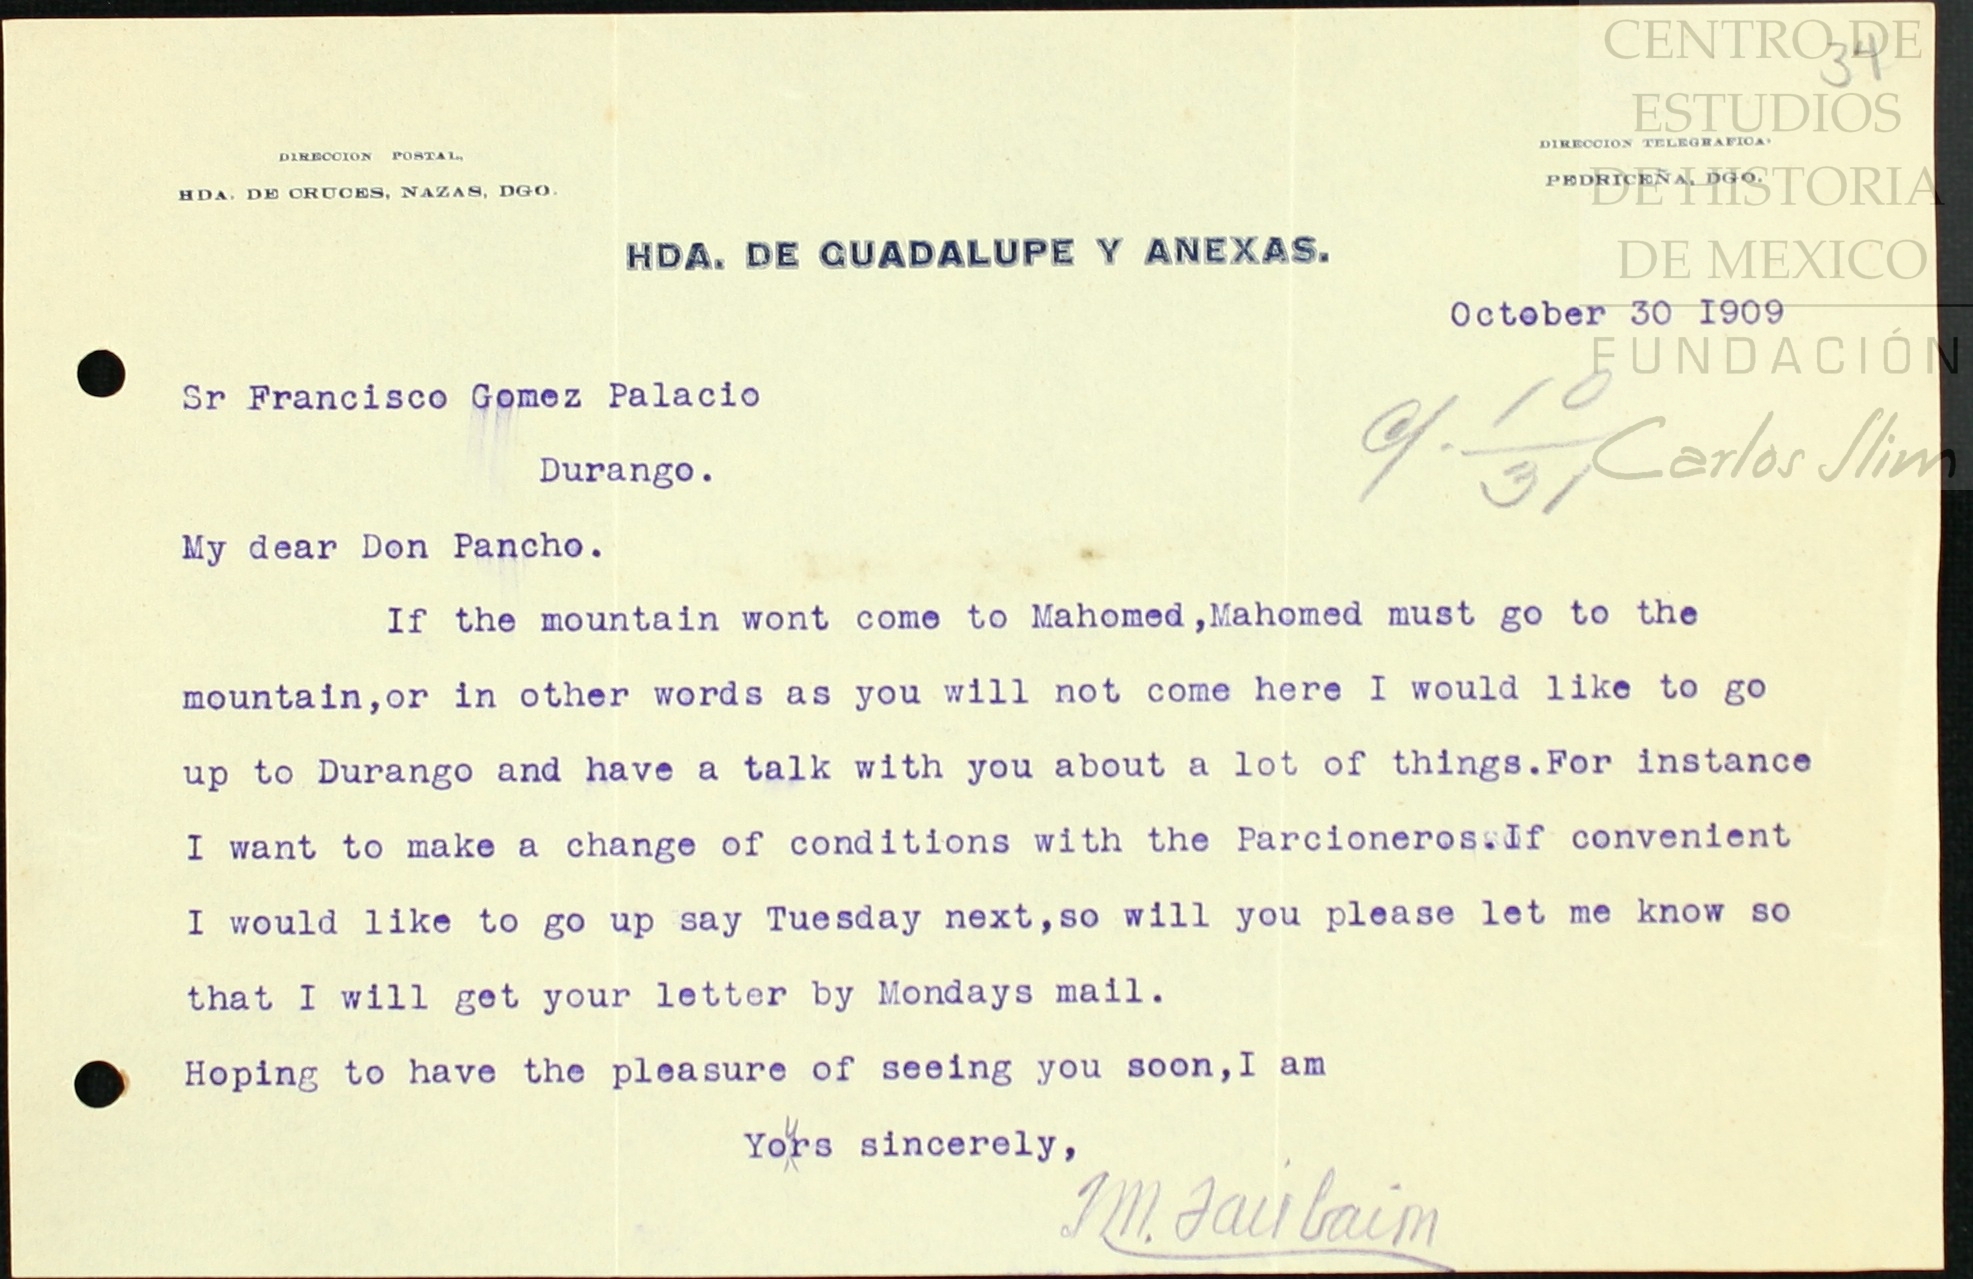 34
DIRECCION POSTAL,
HDA. DE CRUCES, NAZAS, DGO.
DIRECCION TELEGRAFICA:
PEDRICEÑA, DGO.
HDA. DE GUADALUPE Y ANEXAS.
October 30 I909
c/. 10
31
Sr Francisco Gomez Palacio
Durango.
My dear Don Pancho.
If the mountain wont come to Mahomed,Mahomed must go to the
mountain,or in other words as you will not come here I would like to go
up to Durango and have a talk with you about a lot of things.For instance
I want to make a change of conditions with the Parcioneros.If convenient
I would like to go up say Tuesday next,so will you please let me know so
that I will get your letter by Mondays mail.
Hoping to have the pleasure of seeing you soon,I am
Yours sincerely,
M. Fairbairn
CENTRO DE
ESTUDIOS
DE HISTORIA
DE MEXICO
FUNDACIÓN
Carlos Slim